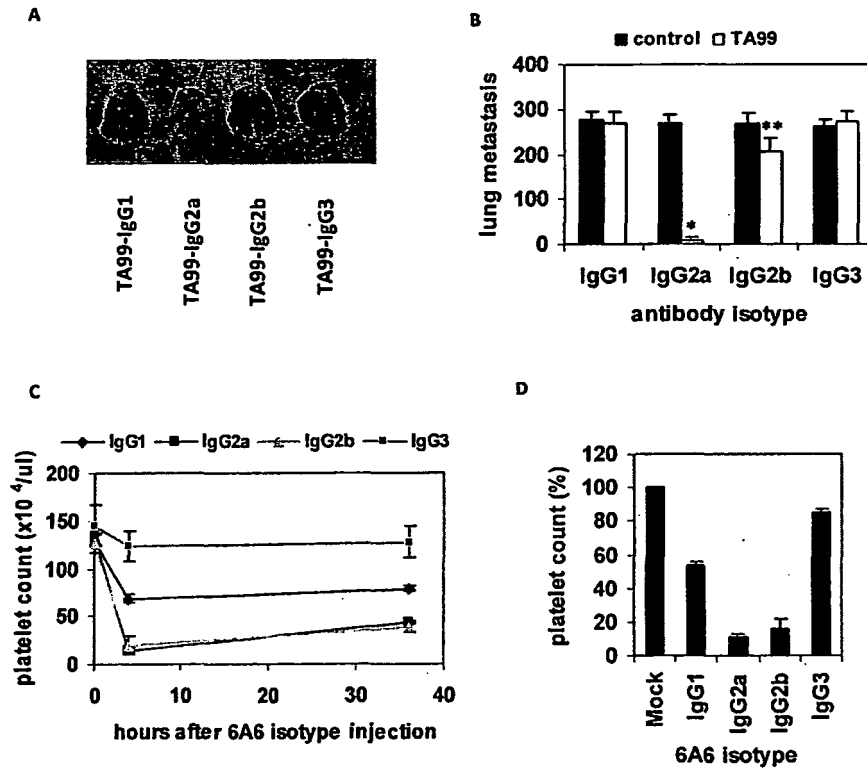 A
TA99-IgG1
TA99-IgG2a
TA99-IgG2b
TA99-IgG3
B
control TA99
lung metastasis
400
300
200
100
0
*
**
IgG1 IgG2a IgG2b IgG3
antibody isotype
C
IgG1 IgG2a IgG2b IgG3
platelet count (x10 ⁴/ul)
200
150
100
50
0
0 10 20 30 40
hours after 6A6 isotype injection
D
platelet count (%)
120
100
80
60
40
20
0
Mock
IgG1
IgG2a
IgG2b
IgG3
6A6 isotype